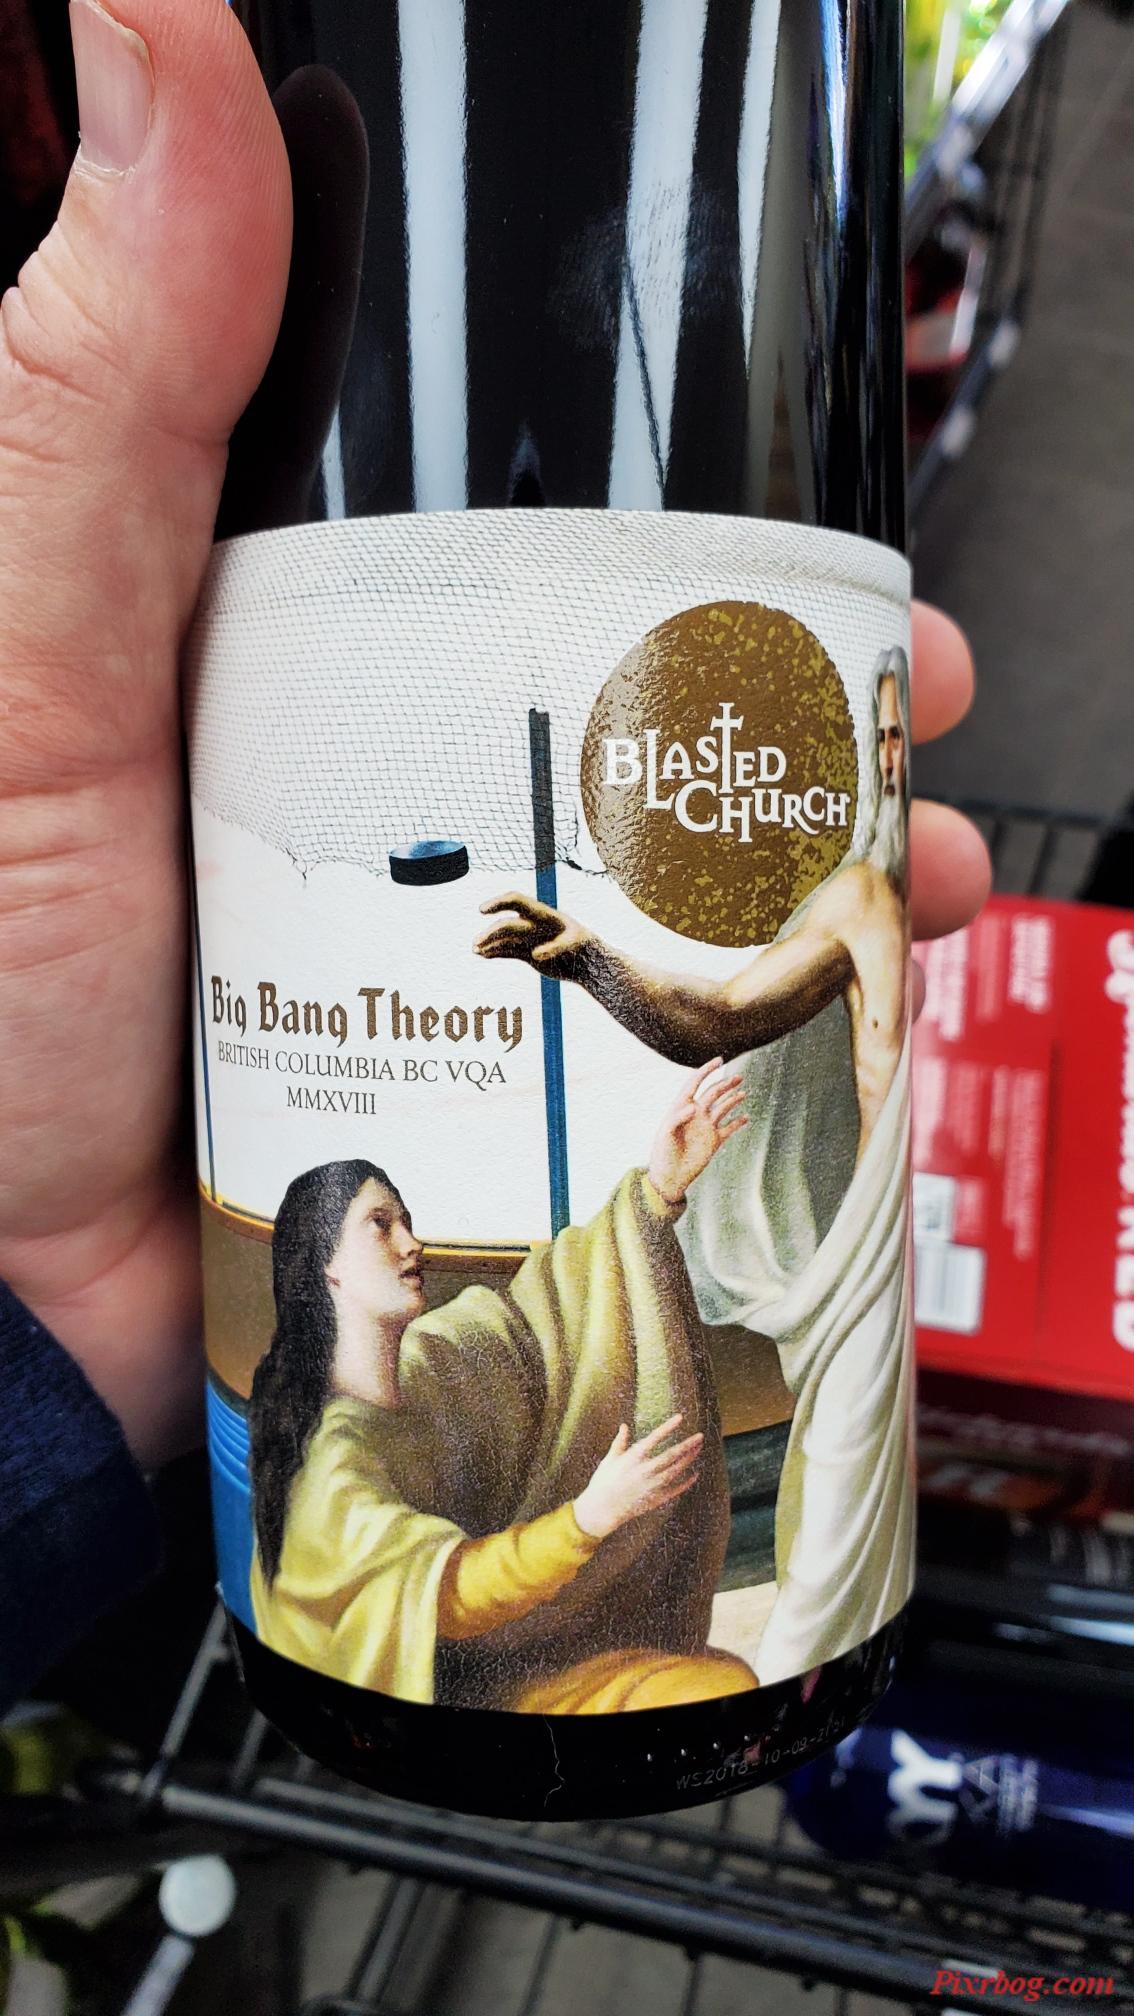 BLASTED
CHURCH
Big Bang Theory
BRITISH COLUMBIA BC VQA
MMXVIII
Pixrbog.com